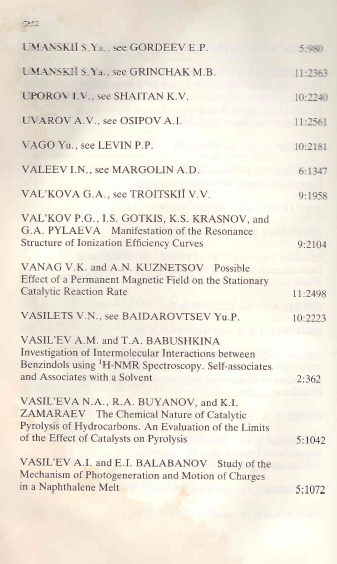 UMANSKIĬ S.Ya., see GORDEEV E.P. 5:980
UMANSKIĬ S.Ya., see GRINCHAK M.B. 11:2363
UPOROV I.V., see SHAITAN K.V. 10:2240
UVAROV A.V., see OSIPOV A.I. 11:2561
VAGO Yu., see LEVIN P.P. 10:2181
VALEEV I.N., see MARGOLIN A.D. 6:1347
VAL'KOVA G.A., see TROITSKIĬ V.V. 9:1958
VAL'KOV P.G., I.S. GOTKIS, K.S. KRASNOV, and
G.A. PYLAEVA Manifestation of the Resonance
Structure of Ionization Efficiency Curves 9:2104
VANAG V.K. and A.N. KUZNETSOV Possible
Effect of a Permanent Magnetic Field on the Stationary
Catalytic Reaction Rate 11:2498
VASILETS V.N., see BAIDAROVTSEV Yu.P. 10:2223
VASIL'EV A.M. and T.A. BABUSHKINA
Investigation of Intermolecular Interactions between
Benzindols using ¹H-NMR Spectroscopy. Self-associates
and Associates with a Solvent 2:362
VASIL'EVA N.A., R.A. BUYANOV, and K.I.
ZAMARAEV The Chemical Nature of Catalytic
Pyrolysis of Hydrocarbons. An Evaluation of the Limits
of the Effect of Catalysts on Pyrolysis 5:1042
VASIL'EV A.I. and E.I. BALABANOV Study of the
Mechanism of Photogeneration and Motion of Charges
in a Naphthalene Melt 5:1072